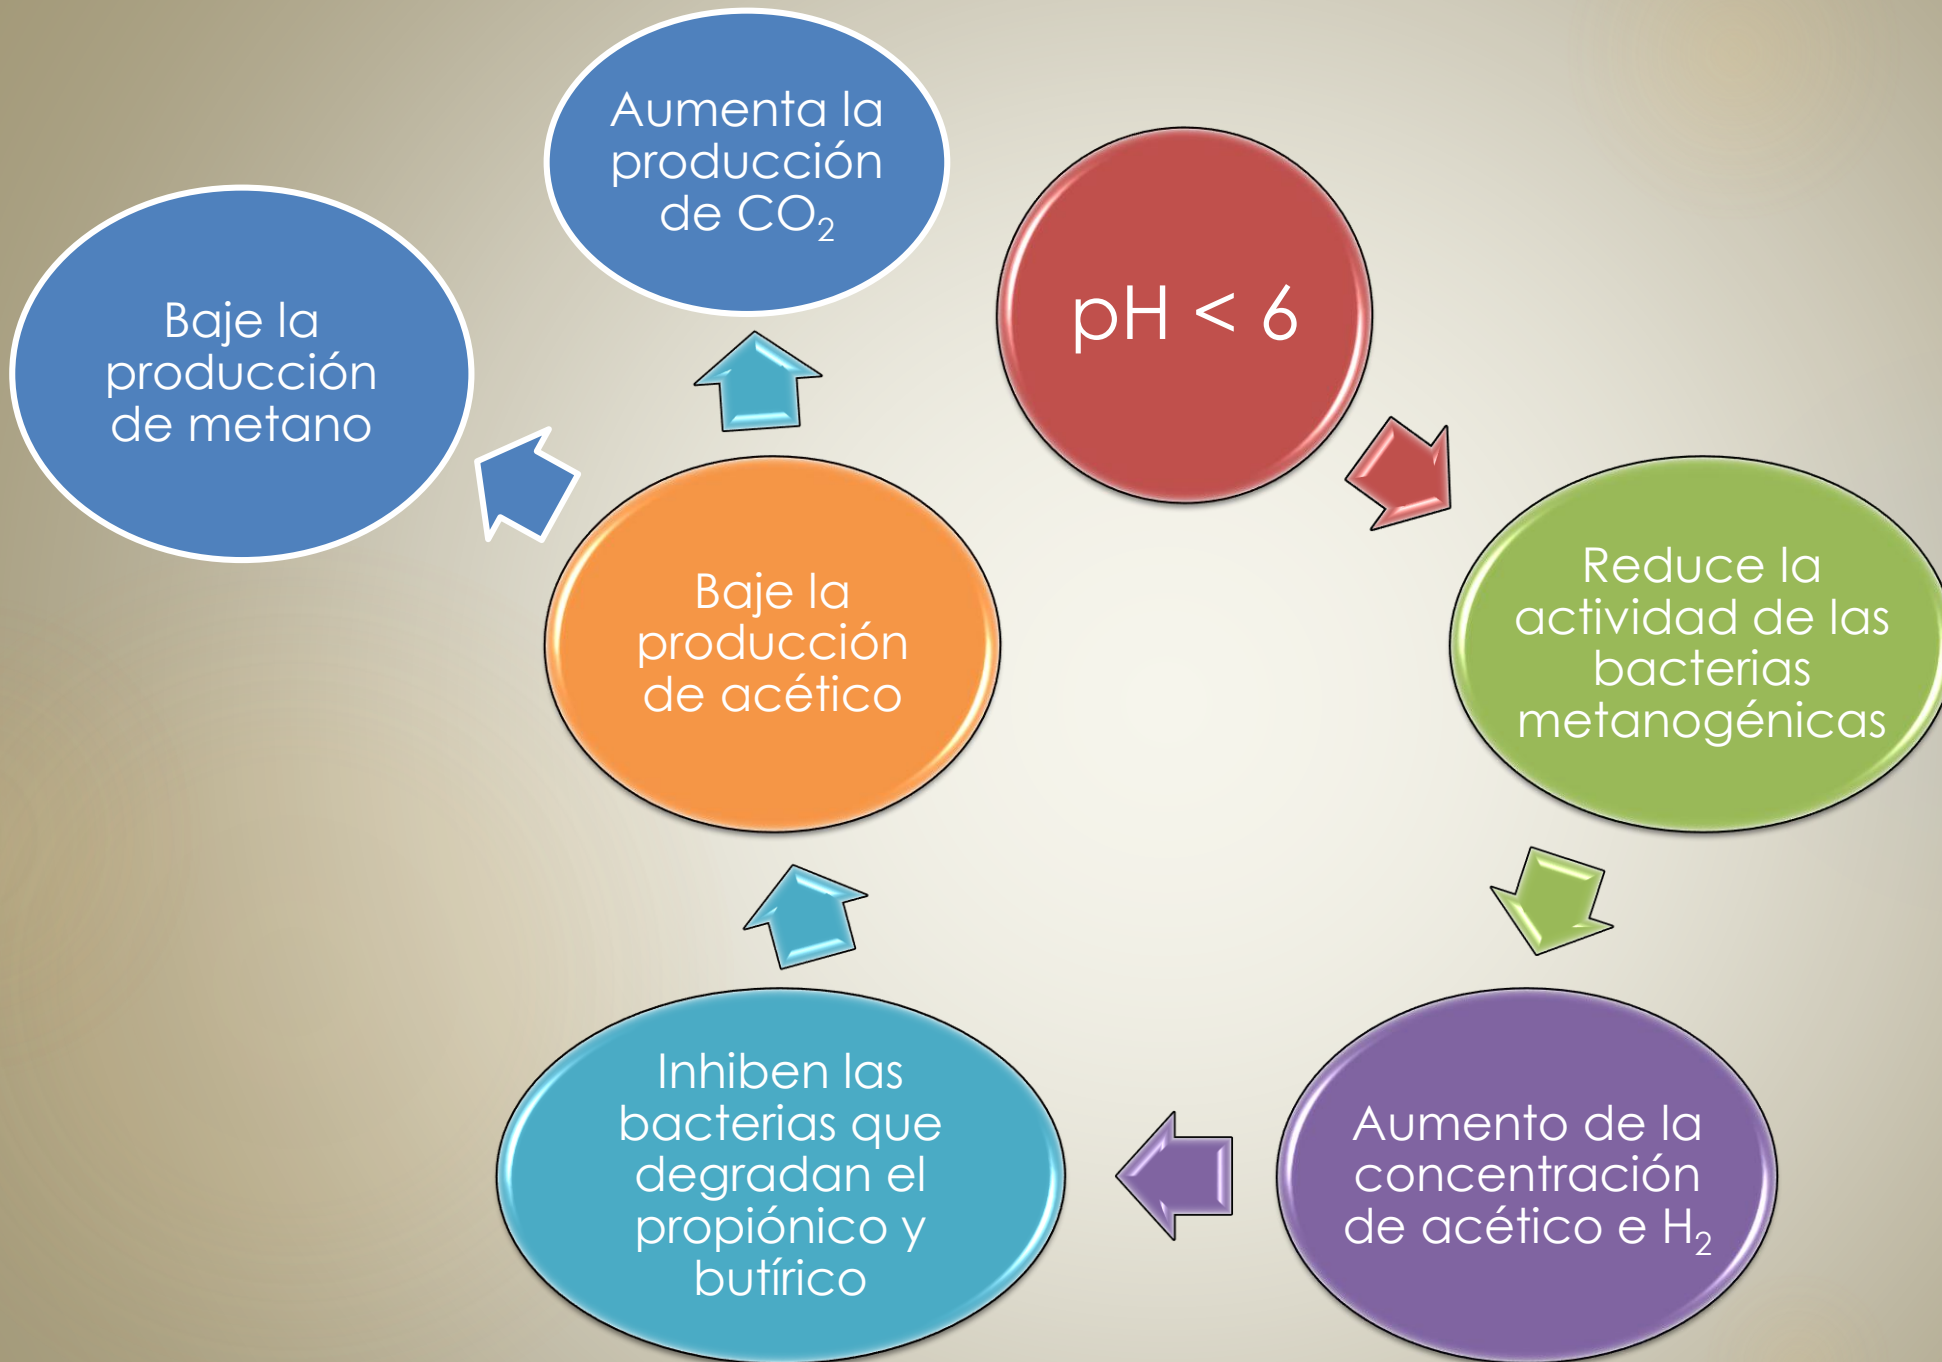 pH < 6
Reduce la
actividad de las
bacterias
metanogénicas
Aumento de la
concentración
de acético e H₂
Inhiben las
bacterias que
degradan el
propiónico y
butírico
Baje la
producción
de acético
Aumenta la
producción
de CO₂
Baje la
producción
de metano